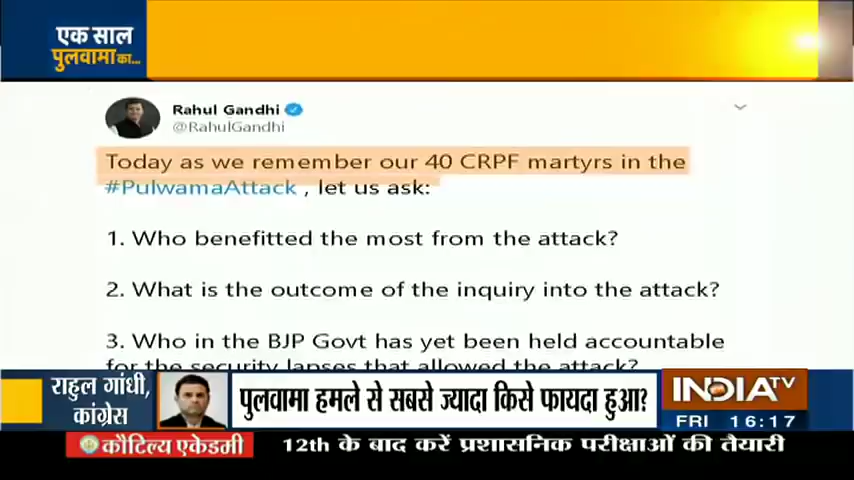 एक साल
पुलवामा का...
Rahul Gandhi
@RahulGandhi
Today as we remember our 40 CRPF martyrs in the
#PulwamaAttack , let us ask:
1. Who benefitted the most from the attack?
2. What is the outcome of the inquiry into the attack?
3. Who in the BJP Govt has yet been held accountable
for the security lapses that allowed the attack?
राहुल गांधी,
कांग्रेस
पुलवामा हमले से सबसे ज्यादा किसे फायदा हुआ?
INDIA TV
FRI 16:17
कौटिल्य एकेडमी
12th के बाद करें प्रशासनिक परीक्षाओं की तैयारी